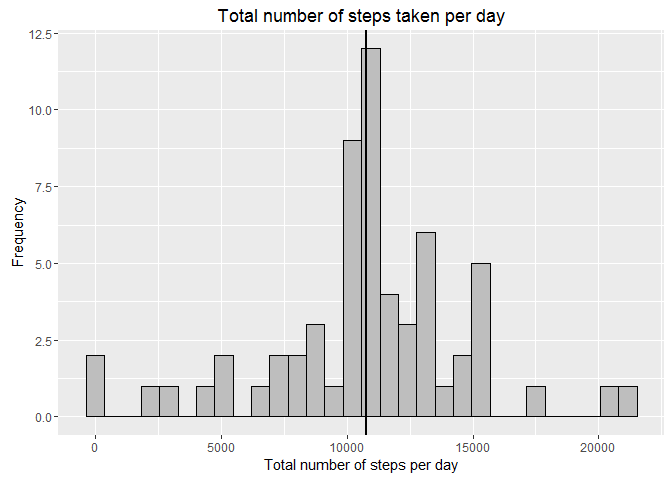 Total number of steps taken per day
12.5
10.0
7.5
5.0
2.5
0.0
Frequency
0 5000 10000 15000 20000
Total number of steps per day